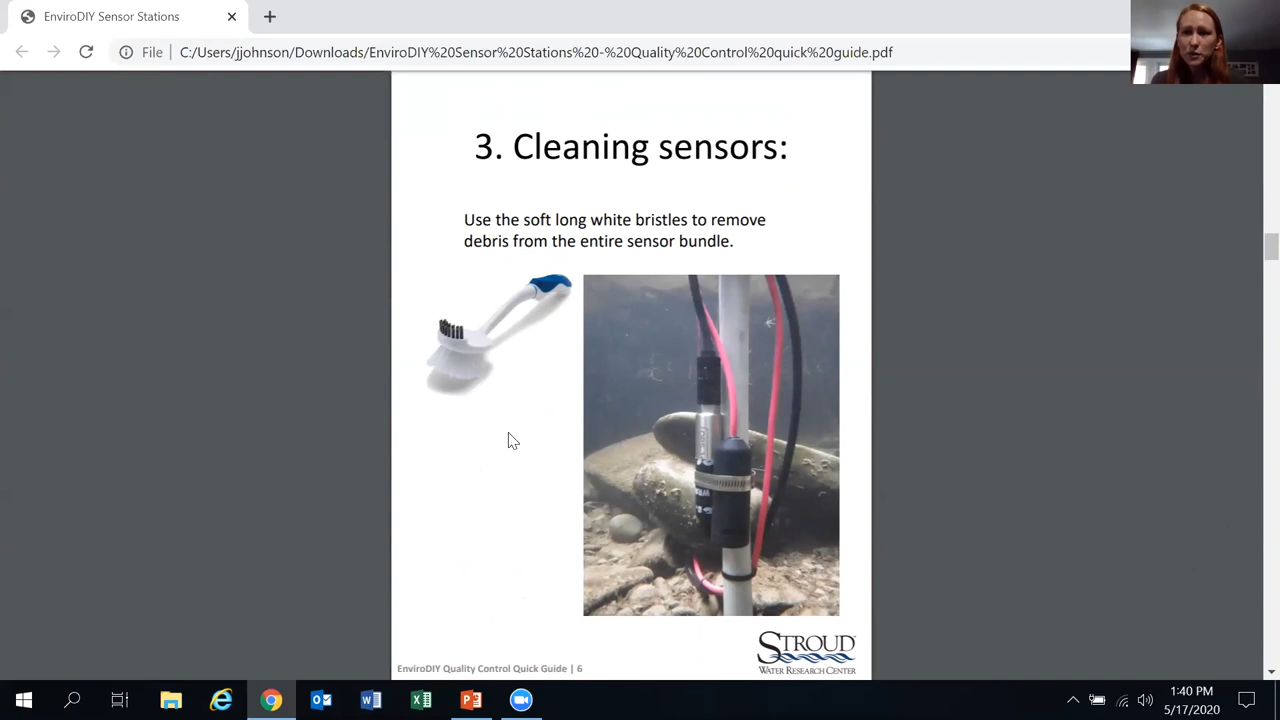 EnviroDIY Sensor Stations
File
C:/Users/jjohnson/Downloads/EnviroDIY%20Sensor%20Stations%20-%20Quality%20Control%20quick%20guide.pdf
3. Cleaning sensors:
Use the soft long white bristles to remove
debris from the entire sensor bundle.
EnviroDIY Quality Control Quick Guide | 6
STROUD
WATER RESEARCH CENTER
1:40 PM
5/17/2020